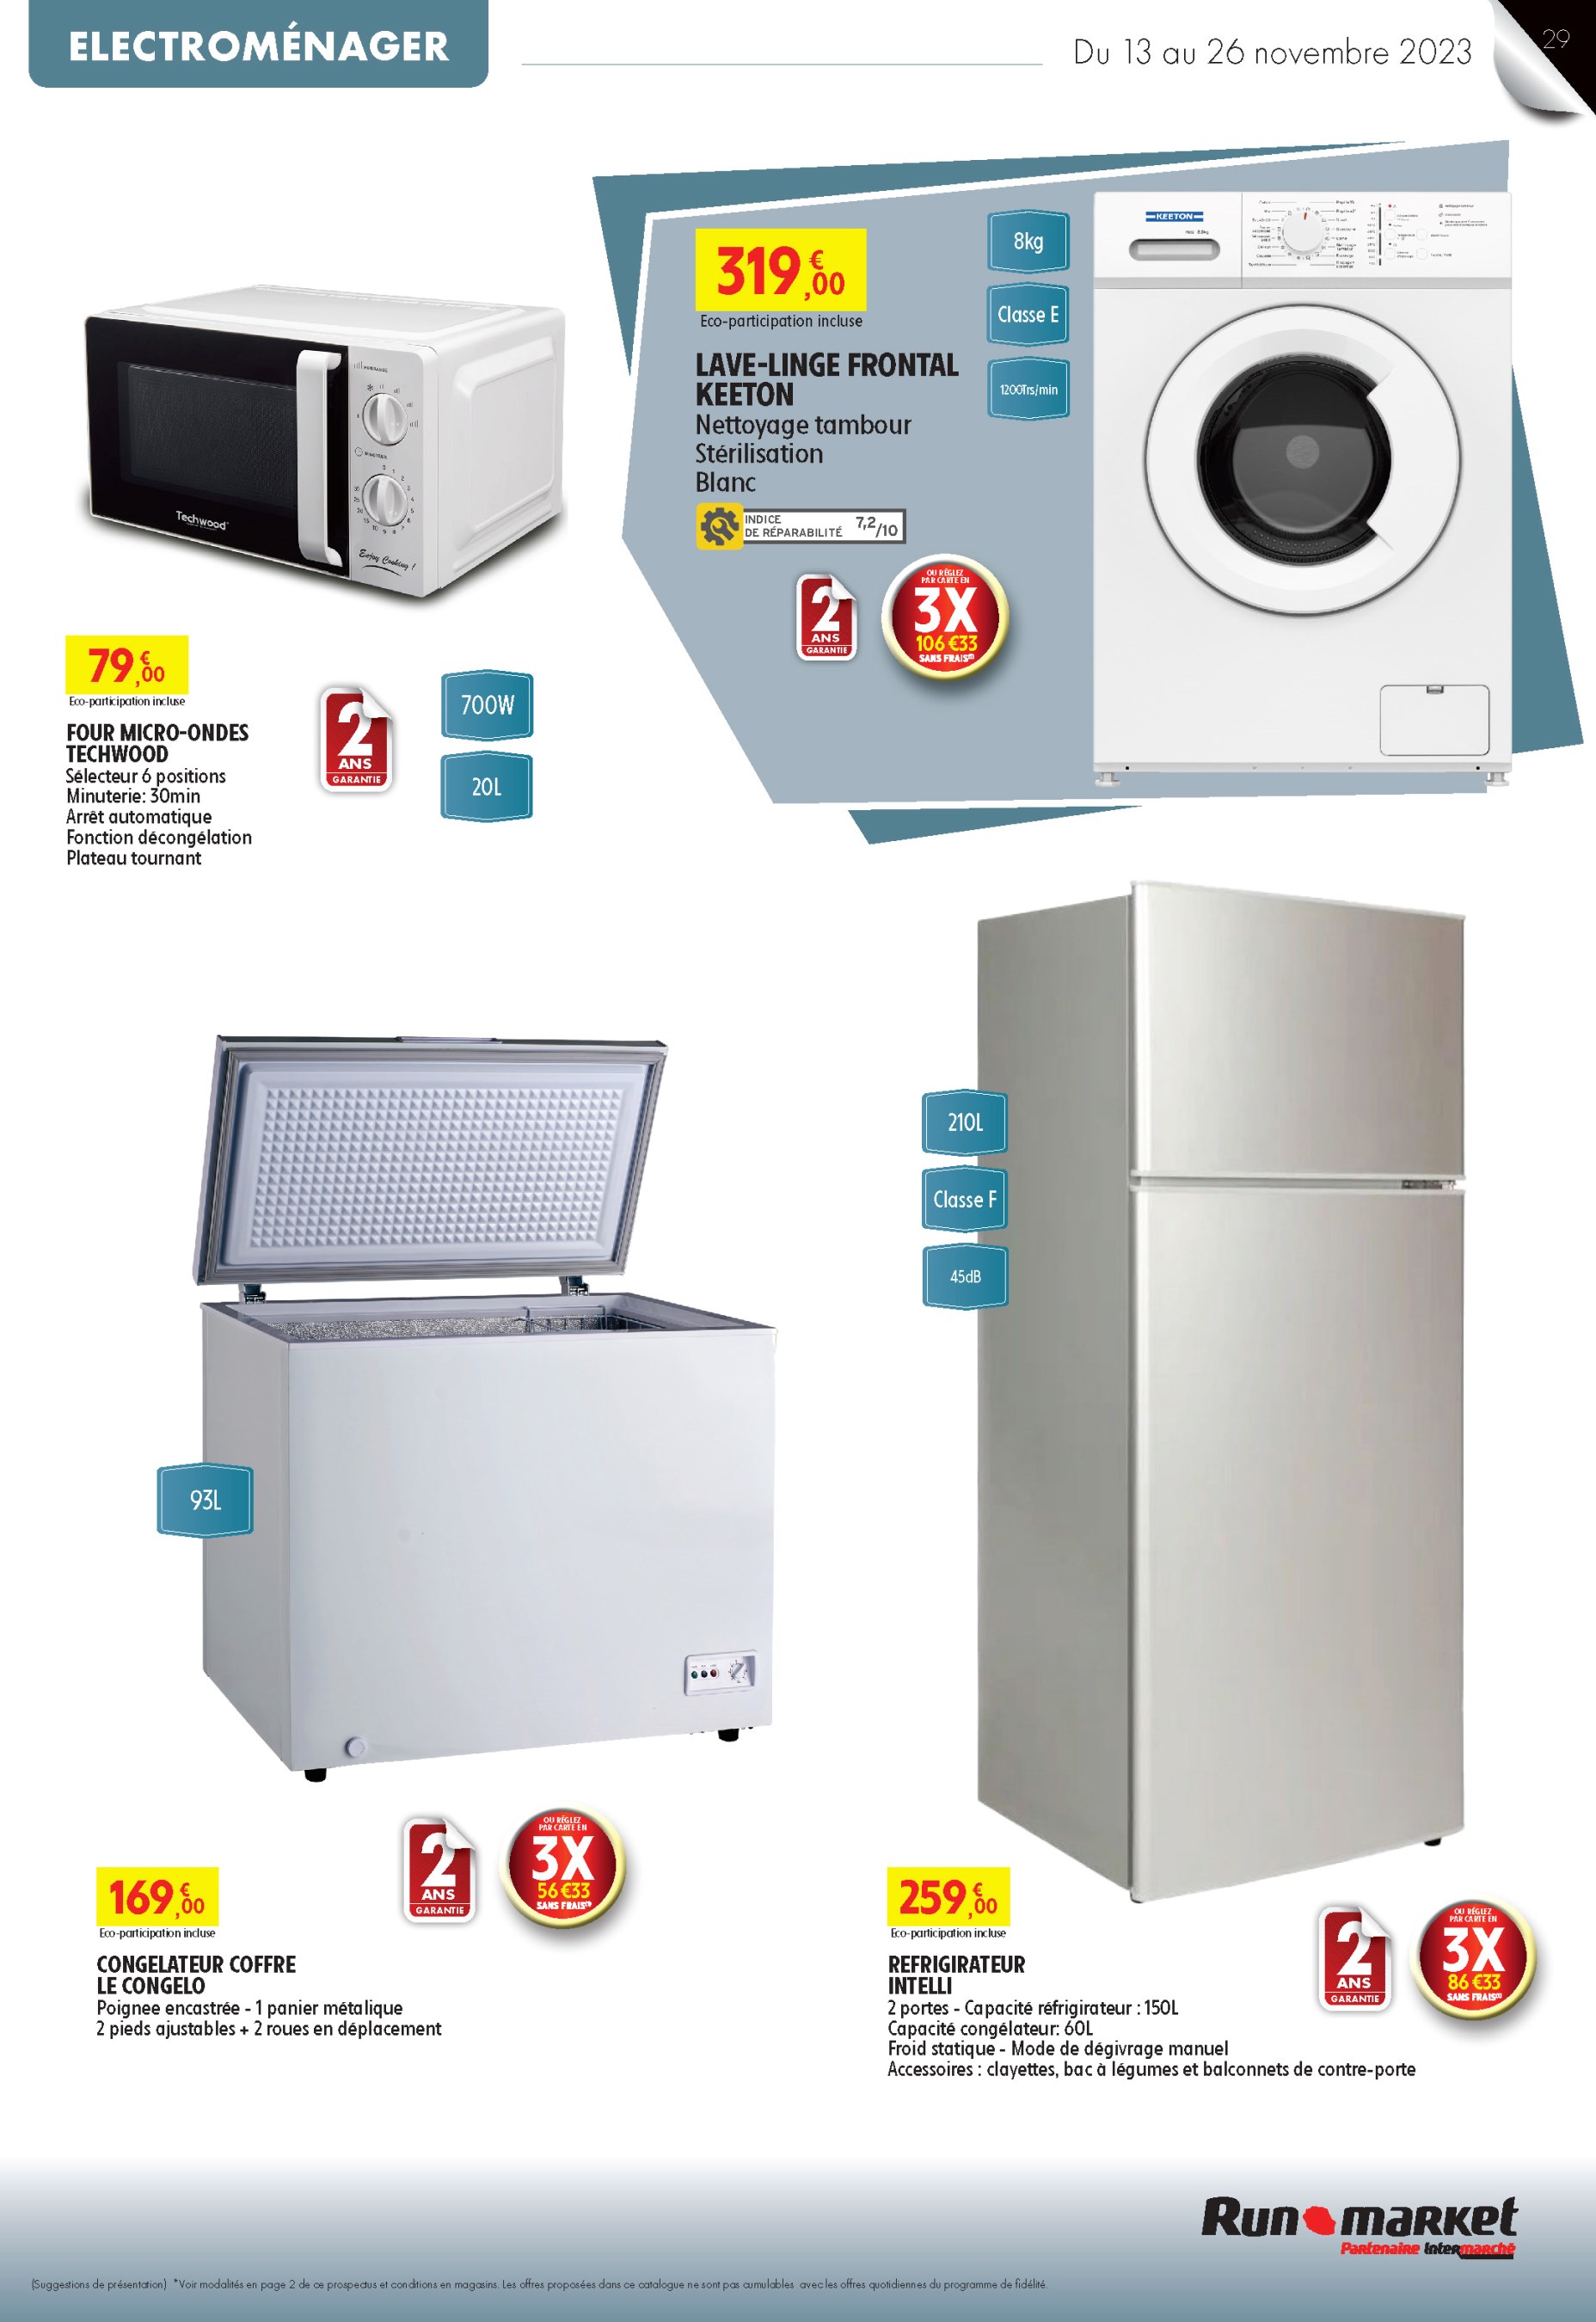 ELECTROMÉNAGER
Du 13 au 26 novembre 2023
29
Techwood
Enjoy Cooking !
79,€00
Eco-participation incluse
FOUR MICRO-ONDES
TECHWOOD
Sélecteur 6 positions
Minuterie: 30min
Arrêt automatique
Fonction décongélation
Plateau tournant
2
ANS
GARANTIE
700W
20L
319,€00
Eco-participation incluse
LAVE-LINGE FRONTAL
KEETON
Nettoyage tambour
Stérilisation
Blanc
INDICE
DE RÉPARABILITÉ 7,2/10
8kg
Classe E
1200Trs/min
2
ANS
GARANTIE
OU RÉGLEZ
PAR CARTE EN
3X
106 €33
SANS FRAIS
KEETON
93L
169,€00
Eco-participation incluse
CONGELATEUR COFFRE
LE CONGELO
Poignee encastrée - 1 panier métalique
2 pieds ajustables + 2 roues en déplacement
2
ANS
GARANTIE
OU RÉGLEZ
PAR CARTE EN
3X
56 €33
SANS FRAIS
210L
Classe F
45dB
259,€00
Eco-participation incluse
REFRIGIRATEUR
INTELLI
2 portes - Capacité réfrigirateur : 150L
Capacité congélateur: 60L
Froid statique - Mode de dégivrage manuel
Accessoires : clayettes, bac à légumes et balconnets de contre-porte
2
ANS
GARANTIE
OU RÉGLEZ
PAR CARTE EN
3X
86 €33
SANS FRAIS
Run market
Partenaire Intermarché
(Suggestions de présentation) *Voir modalités en page 2 de ce prospectus et conditions en magasins. Les offres proposées dans ce catalogue ne sont pas cumulables avec les offres quotidiennes du programme de fidélité.